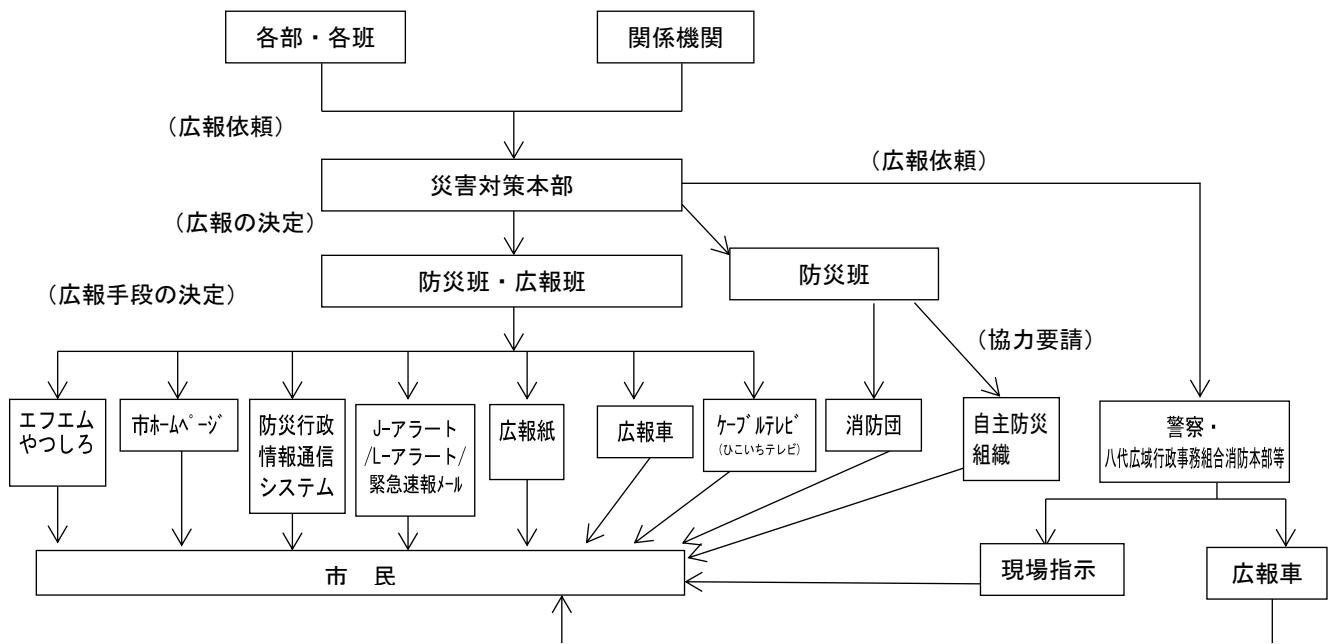 各部・各班
関係機関
（広報依頼）
（広報依頼）
災害対策本部
（広報の決定）
防災班・広報班
防災班
（広報手段の決定）
（協力要請）
エフエム
やつしろ
市ﾎｰﾑﾍﾟｰｼﾞ
防災行政
情報通信
システム
J-アラート
/L-アラート/
緊急速報ﾒｰﾙ
広報紙
広報車
ｹｰﾌﾞﾙﾃﾚﾋﾞ
（ひこいちテレビ）
消防団
自主防災
組織
警察・
八代広域行政事務組合消防本部等
市　民
現場指示
広報車